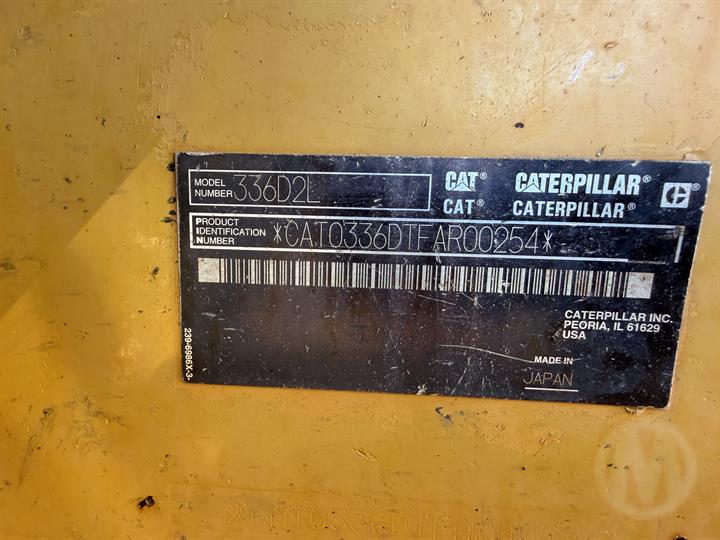 MODEL NUMBER 336D2L
CAT® CATERPILLAR®
CAT® CATERPILLAR®
PRODUCT IDENTIFICATION NUMBER *CAT0336DTFAR00254*
CATERPILLAR INC.
PEORIA, IL 61629
USA
MADE IN
JAPAN
239-6986X-3